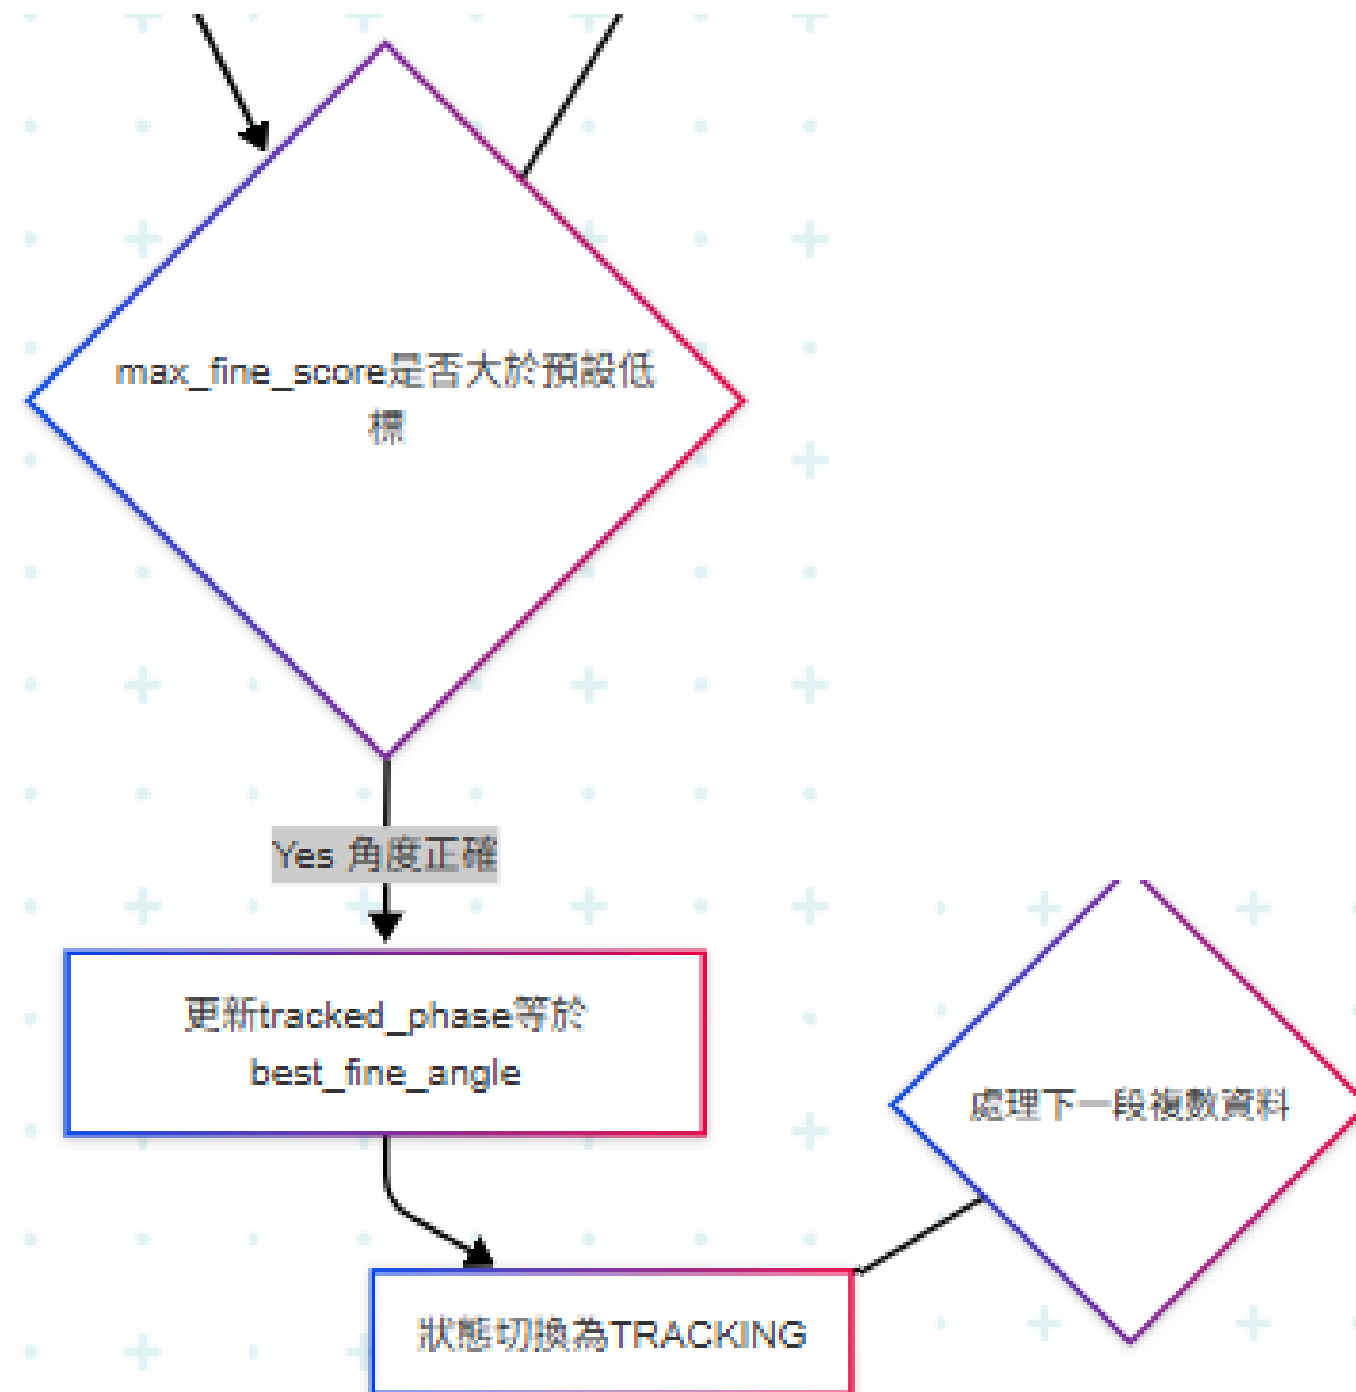 max_fine_score是否大於預設低
標
Yes 角度正確
更新tracked_phase等於
best_fine_angle
處理下一段複數資料
狀態切換為TRACKING